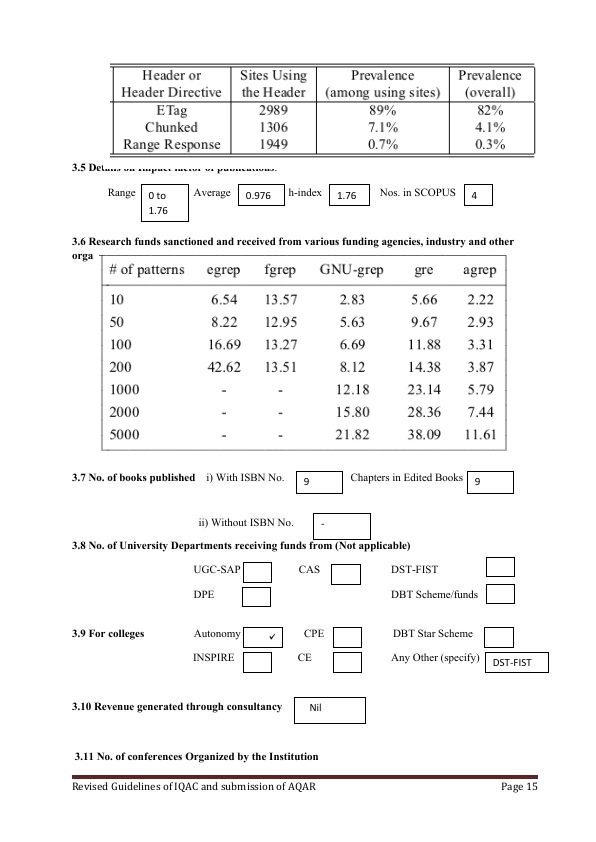 Header or Sites Using Prevalence Prevalence
Header Directive the Header (among using sites) (overall)
ETag 2989 89% 82%
Chunked 1306 7.1% 4.1%
Range Response 1949 0.7% 0.3%
3.5 Details on Impact factor of publications:
Range 0 to 1.76 Average 0.976 h-index 1.76 Nos. in SCOPUS 4
3.6 Research funds sanctioned and received from various funding agencies, industry and other
orga
# of patterns egrep fgrep GNU-grep gre agrep
10 6.54 13.57 2.83 5.66 2.22
50 8.22 12.95 5.63 9.67 2.93
100 16.69 13.27 6.69 11.88 3.31
200 42.62 13.51 8.12 14.38 3.87
1000 - - 12.18 23.14 5.79
2000 - - 15.80 28.36 7.44
5000 - - 21.82 38.09 11.61
3.7 No. of books published i) With ISBN No. 9 Chapters in Edited Books 9
ii) Without ISBN No. -
3.8 No. of University Departments receiving funds from (Not applicable)
UGC-SAP CAS DST-FIST
DPE DBT Scheme/funds
3.9 For colleges Autonomy ✓ CPE DBT Star Scheme
INSPIRE CE Any Other (specify) DST-FIST
3.10 Revenue generated through consultancy Nil
3.11 No. of conferences Organized by the Institution
Revised Guidelines of IQAC and submission of AQAR Page 15